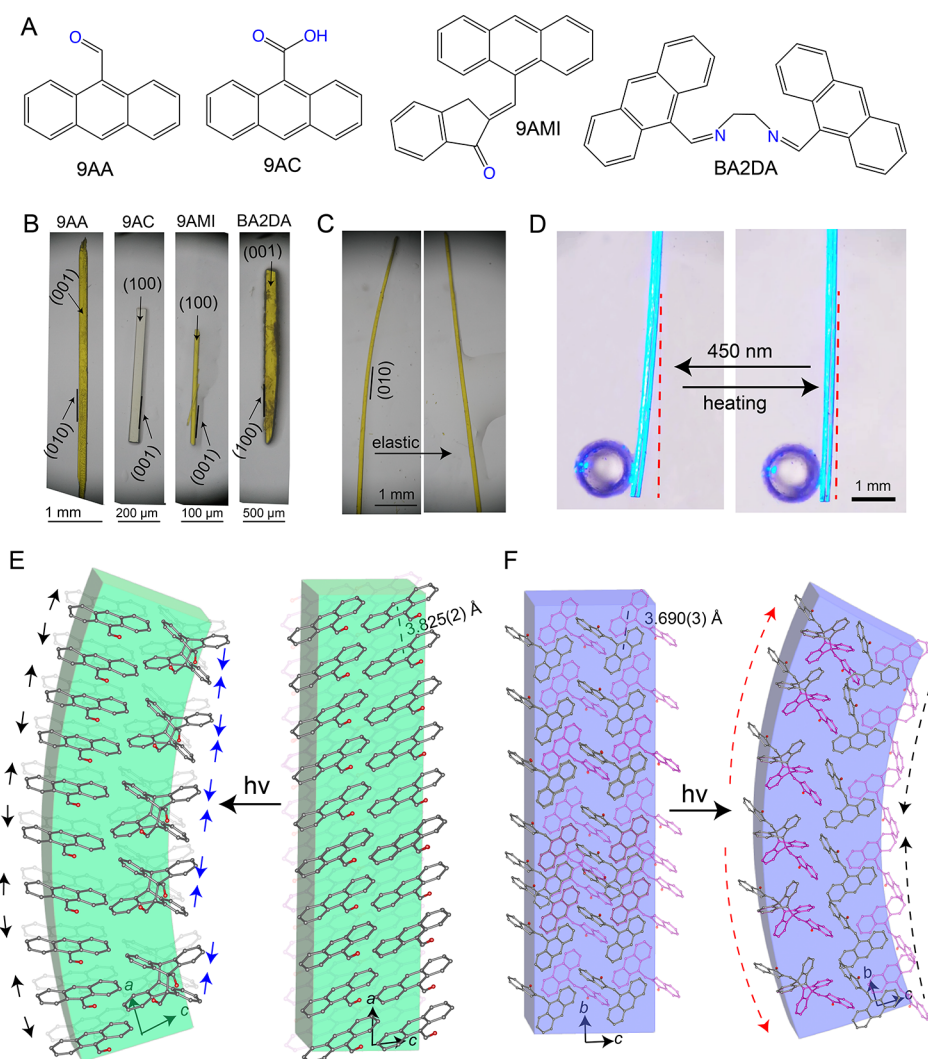 A
O
O
OH
9AA
9AC
O
9AMI
N
N
BA2DA
B
9AA
9AC
9AMI
BA2DA
(001)
(100)
(100)
(001)
(010)
(001)
(001)
(100)
1 mm
200 µm
100 µm
500 µm
C
(010)
elastic
1 mm
D
450 nm
heating
1 mm
E
3.825(2) Å
hν
a
c
a
c
F
3.690(3) Å
hν
b
c
b
c